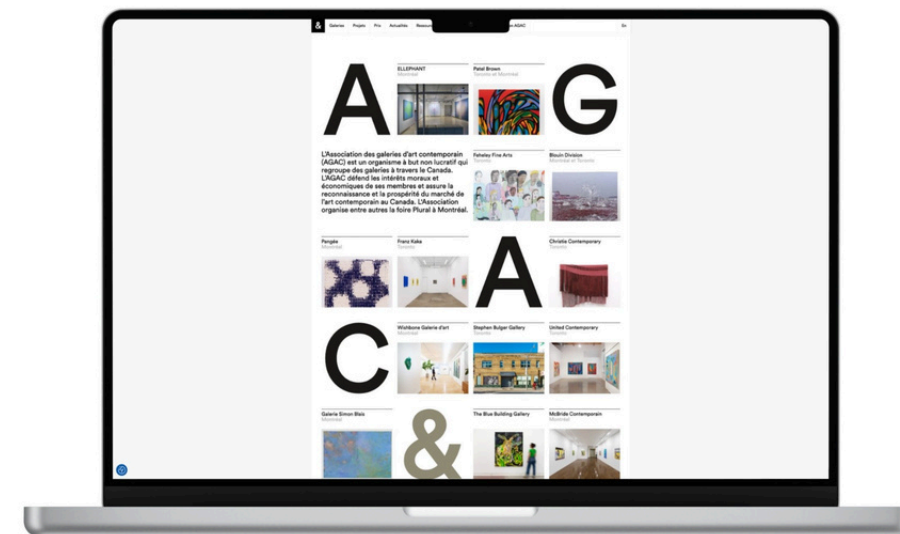 & Galeries Projets Prix Actualités AGAC En
A
ELLEPHANT
Montréal
Patel Brown
Toronto et Montréal
G
L'Association des galeries d'art contemporain
(AGAC) est un organisme à but non lucratif qui
regroupe des galeries à travers le Canada.
L'AGAC défend les intérêts moraux et
économiques de ses membres et assure la
reconnaissance et la prospérité du marché de
l'art contemporain au Canada. L'Association
organise entre autres la foire Plural à Montréal.
Feheley Fine Arts
Toronto
Blouin Division
Montréal et Toronto
Pangée
Montréal
Franz Kaka
Toronto
A
Christie Contemporary
Toronto
C
Wishbone Galerie d'art
Montréal
Stephen Bulger Gallery
Toronto
United Contemporary
Toronto
Galerie Simon Blais
Montréal
&
The Blue Building Gallery
McBride Contemporain
Montréal